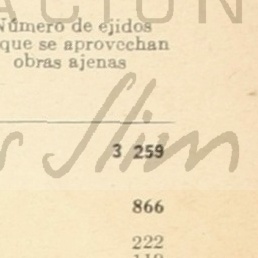 Número de ejidos
que se aprovechan
obras ajenas
3 259
866
222